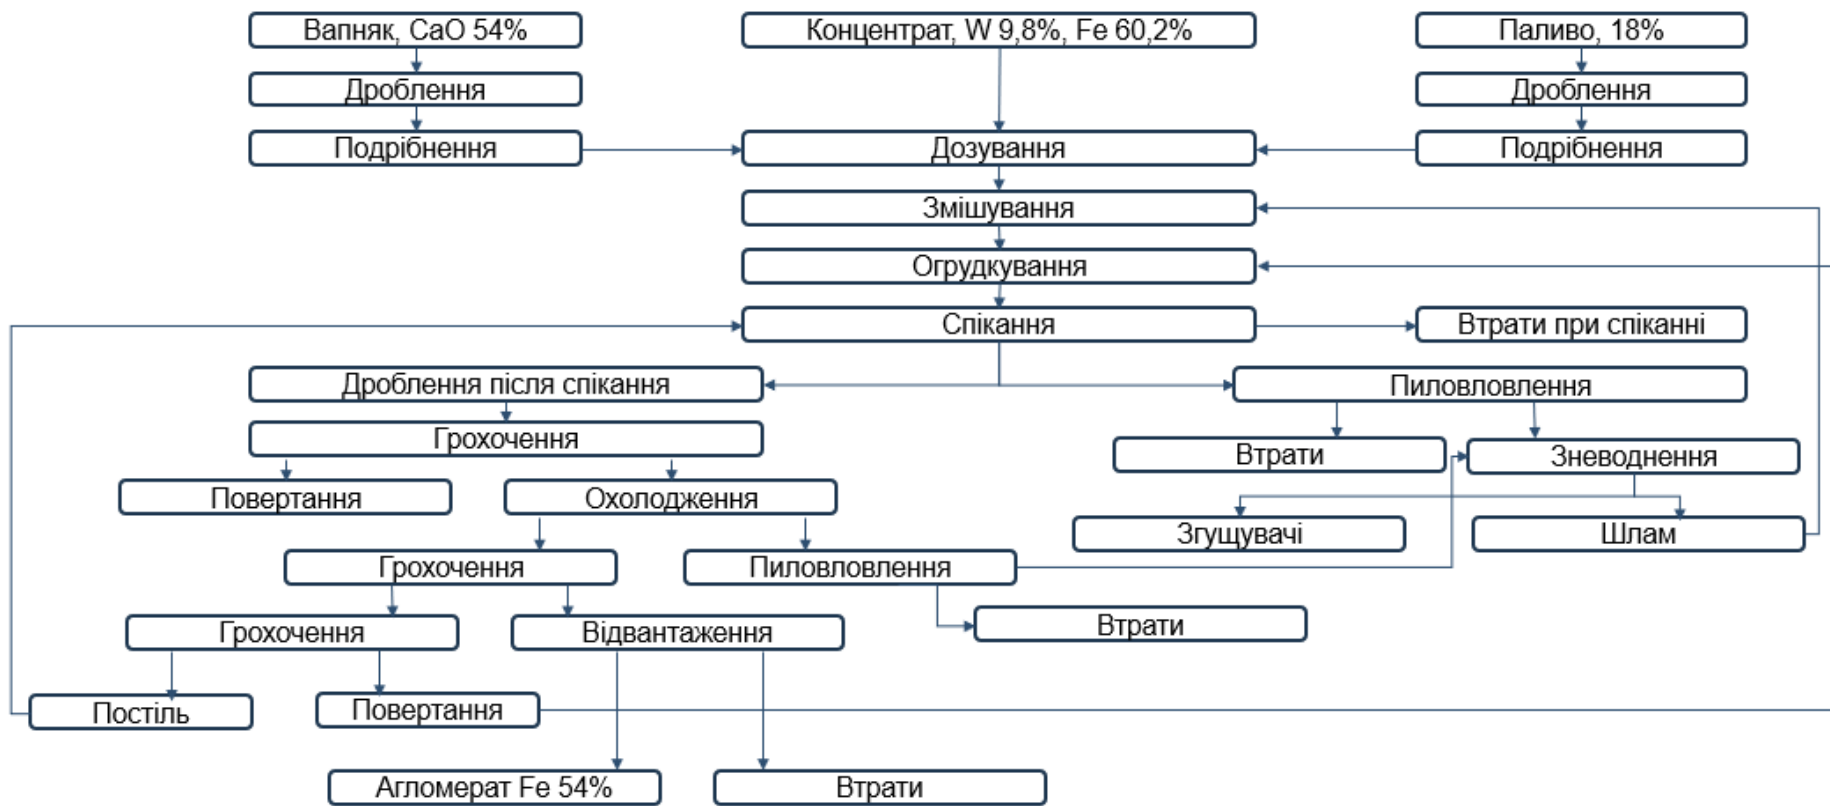 Вапняк, СаО 54%
Концентрат, W 9,8%, Fe 60,2%
Паливо, 18%
Дроблення
Дроблення
Подрібнення
Дозування
Подрібнення
Змішування
Огрудкування
Спікання
Втрати при спіканні
Дроблення після спікання
Пиловловлення
Грохочення
Втрати
Зневоднення
Повертання
Охолодження
Згущувачі
Шлам
Грохочення
Пиловловлення
Грохочення
Відвантаження
Втрати
Постіль
Повертання
Агломерат Fe 54%
Втрати